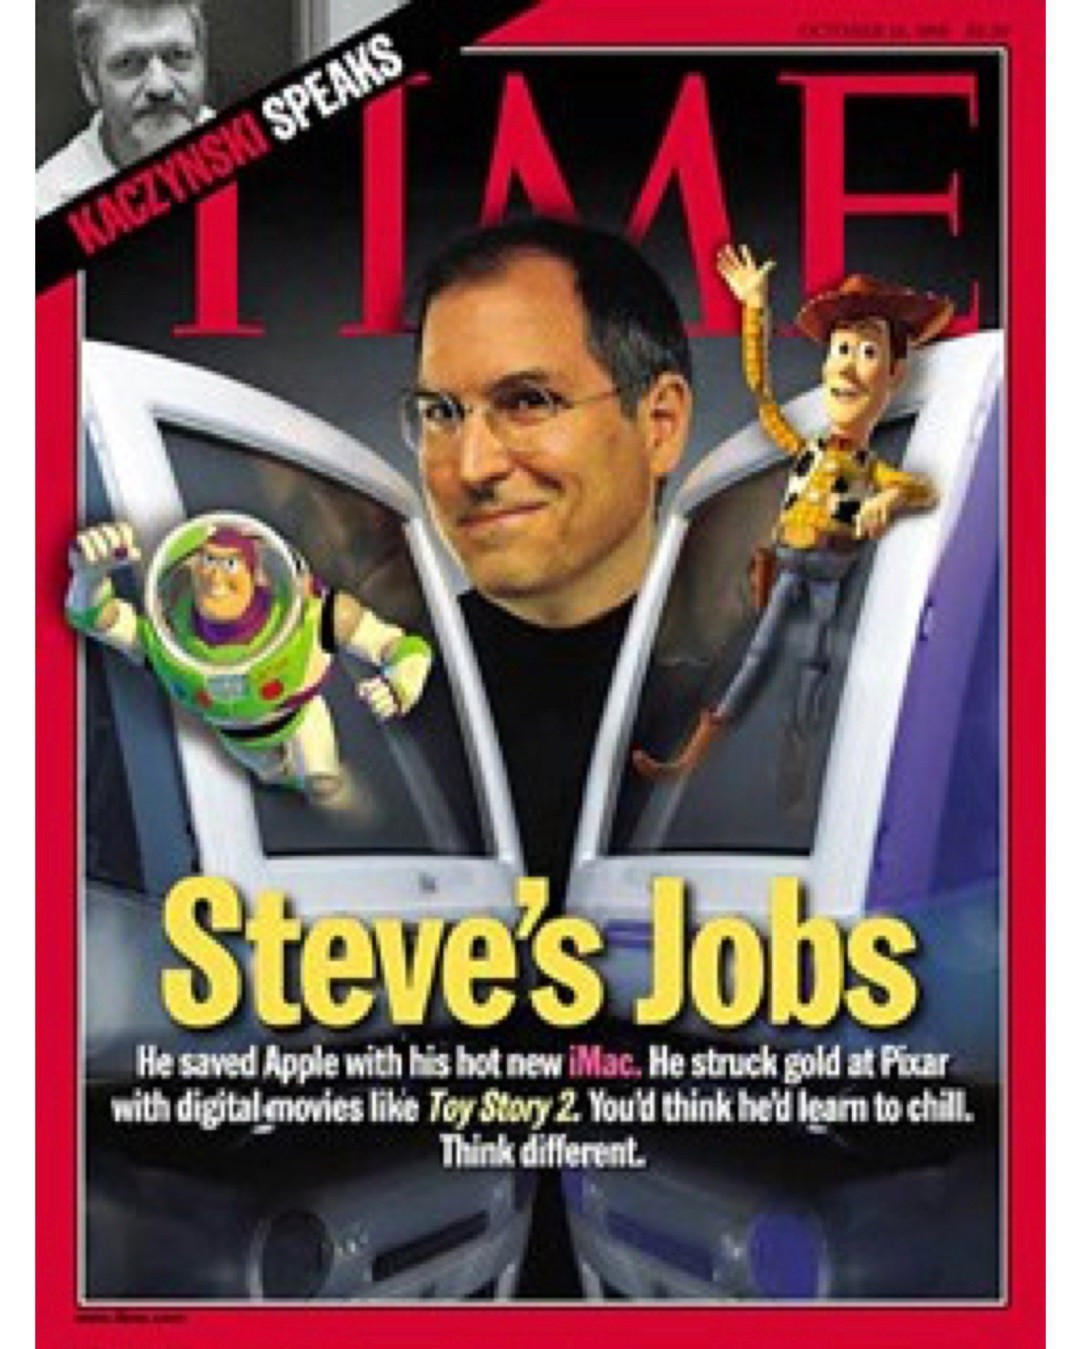 KACZYNSKI SPEAKS
TIME
Steve's Jobs
He saved Apple with his hot new iMac. He struck gold at Pixar
with digital movies like Toy Story 2. You'd think he'd learn to chill.
Think different.